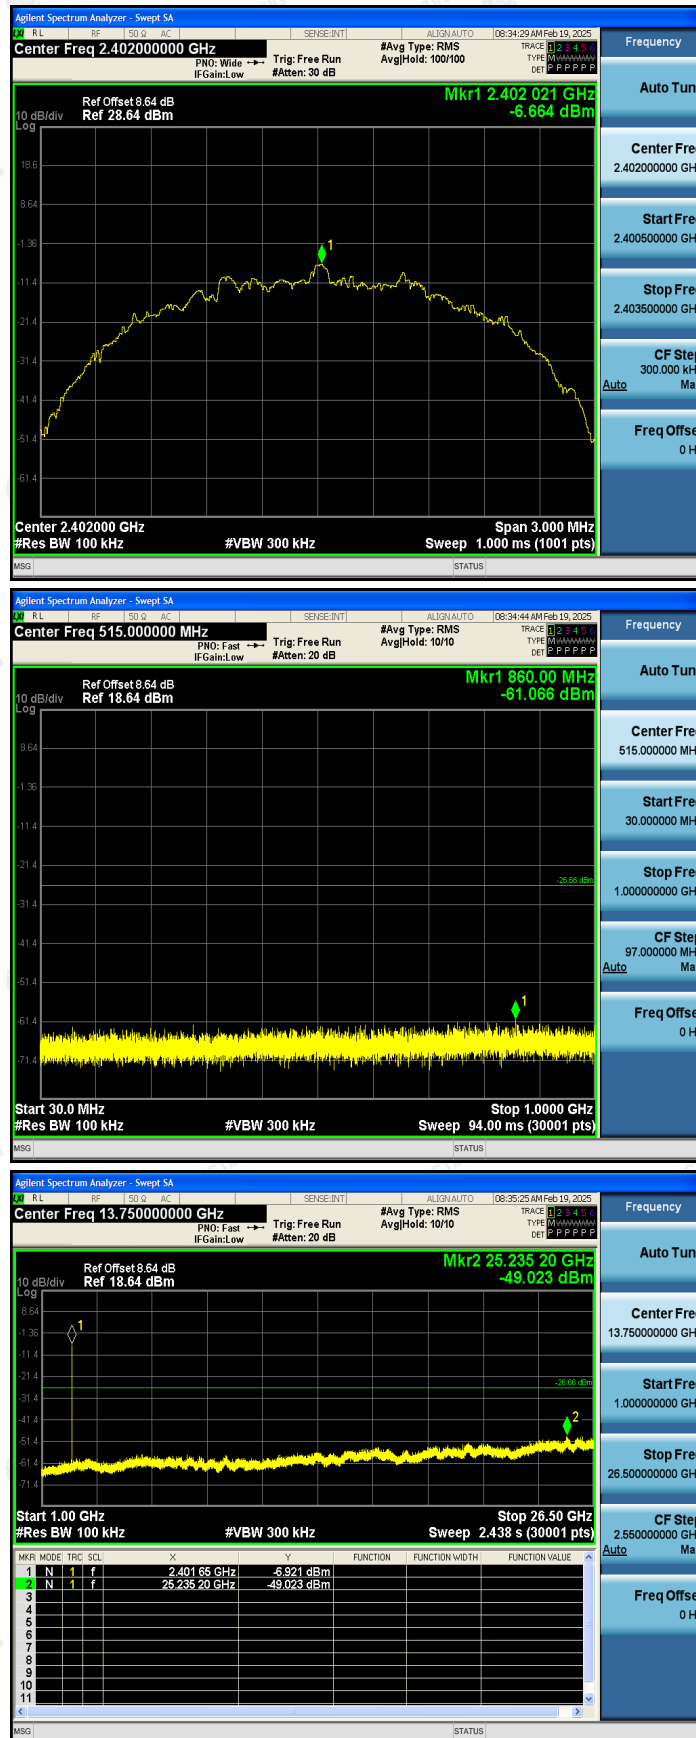 Agilent Spectrum Analyzer - Swept SA
LXI RL RF 50 Ω AC SENSE:INT ALIGN AUTO 08:34:29 AM Feb 19, 2025
Center Freq 2.402000000 GHz
PNO: Wide Trig: Free Run
IFGain:Low #Atten: 30 dB
#Avg Type: RMS
Avg|Hold: 100/100
TRACE 1 2 3 4 5 6
TYPE M
DET P P P P P P
Ref Offset 8.64 dB
10 dB/div Ref 28.64 dBm
Log
Mkr1 2.402 021 GHz
-6.664 dBm
18.6
8.64
-1.36
-11.4
-21.4
-31.4
-41.4
-51.4
-61.4
1
Center 2.402000 GHz Span 3.000 MHz
#Res BW 100 kHz #VBW 300 kHz Sweep 1.000 ms (1001 pts)
MSG STATUS
Frequency
Auto Tun
Center Fre
2.402000000 GH
Start Fre
2.400500000 GH
Stop Fre
2.403500000 GH
CF Ste
300.000 kH
Auto Ma
Freq Offse
0 H
Agilent Spectrum Analyzer - Swept SA
LXI RL RF 50 Ω AC SENSE:INT ALIGN AUTO 08:34:44 AM Feb 19, 2025
Center Freq 515.000000 MHz
PNO: Fast Trig: Free Run
IFGain:Low #Atten: 20 dB
#Avg Type: RMS
Avg|Hold: 10/10
TRACE 1 2 3 4 5 6
TYPE M
DET P P P P P P
Ref Offset 8.64 dB
10 dB/div Ref 18.64 dBm
Log
Mkr1 860.00 MHz
-61.066 dBm
8.64
-1.36
-11.4
-21.4
-26.66 dBm
-31.4
-41.4
-51.4
-61.4
-71.4
1
Start 30.0 MHz Stop 1.0000 GHz
#Res BW 100 kHz #VBW 300 kHz Sweep 94.00 ms (30001 pts)
MSG STATUS
Frequency
Auto Tun
Center Fre
515.000000 MH
Start Fre
30.000000 MH
Stop Fre
1.000000000 GH
CF Ste
97.000000 MH
Auto Ma
Freq Offse
0 H
Agilent Spectrum Analyzer - Swept SA
LXI RL RF 50 Ω AC SENSE:INT ALIGN AUTO 08:35:25 AM Feb 19, 2025
Center Freq 13.750000000 GHz
PNO: Fast Trig: Free Run
IFGain:Low #Atten: 20 dB
#Avg Type: RMS
Avg|Hold: 10/10
TRACE 1 2 3 4 5 6
TYPE M
DET P P P P P P
Ref Offset 8.64 dB
10 dB/div Ref 18.64 dBm
Log
Mkr2 25.235 20 GHz
-49.023 dBm
8.64
-1.36
-11.4
-21.4
-26.66 dBm
-31.4
-41.4
-51.4
-61.4
-71.4
1
2
Start 1.00 GHz Stop 26.50 GHz
#Res BW 100 kHz #VBW 300 kHz Sweep 2.438 s (30001 pts)
MKR MODE TRC SCL X Y FUNCTION FUNCTION WIDTH FUNCTION VALUE
1 N 1 f 2.401 65 GHz -6.921 dBm
2 N 1 f 25.235 20 GHz -49.023 dBm
3
4
5
6
7
8
9
10
11
MSG STATUS
Frequency
Auto Tun
Center Fre
13.750000000 GH
Start Fre
1.000000000 GH
Stop Fre
26.500000000 GH
CF Ste
2.550000000 GH
Auto Ma
Freq Offse
0 H